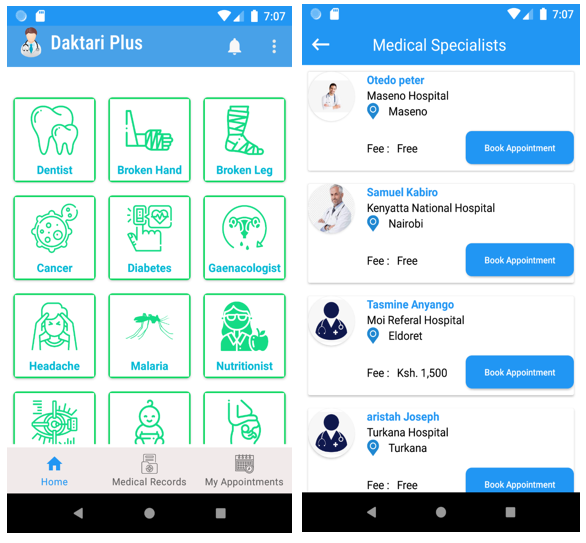 7:07
Daktari Plus
Dentist
Broken Hand
Broken Leg
Cancer
Diabetes
Gaenacologist
Headache
Malaria
Nutritionist
Home
Medical Records
My Appointments
7:07
Medical Specialists
Otedo peter
Maseno Hospital
Maseno
Fee : Free
Book Appointment
Samuel Kabiro
Kenyatta National Hospital
Nairobi
Fee : Free
Book Appointment
Tasmine Anyango
Moi Referal Hospital
Eldoret
Fee : Ksh. 1,500
Book Appointment
aristah Joseph
Turkana Hospital
Turkana
Fee : Free
Book Appointment